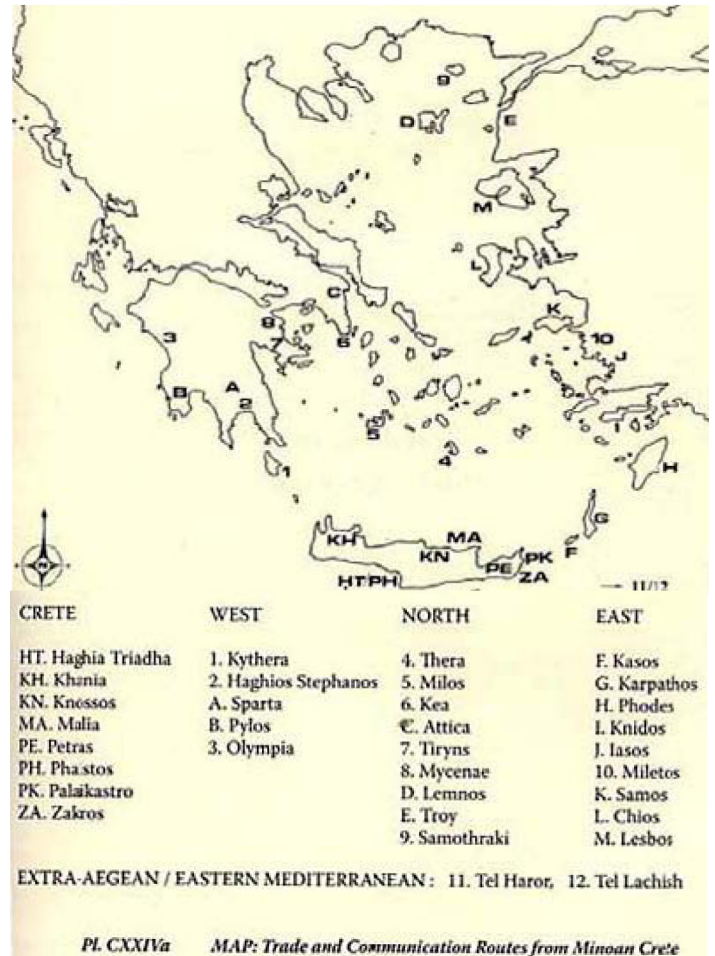 9
D
E
M
L
C
K
8
3
7
6
10
J
A
B
2
5
I
4
H
1
G
KH
MA
F
KN
PK
PE
HT PH
ZA
N
→ 11/12
CRETE
HT. Haghia Triadha
KH. Khania
KN. Knossos
MA. Malia
PE. Petras
PH. Phaistos
PK. Palaikastro
ZA. Zakros
WEST
1. Kythera
2. Haghios Stephanos
A. Sparta
B. Pylos
3. Olympia
NORTH
4. Thera
5. Milos
6. Kea
C. Attica
7. Tiryns
8. Mycenae
D. Lemnos
E. Troy
9. Samothraki
EAST
F. Kasos
G. Karpathos
H. Phodes
I. Knidos
J. Iasos
10. Miletos
K. Samos
L. Chios
M. Lesbos
EXTRA-AEGEAN / EASTERN MEDITERRANEAN : 11. Tel Haror, 12. Tel Lachish
Pl. CXXIVa MAP: Trade and Communication Routes from Minoan Crete